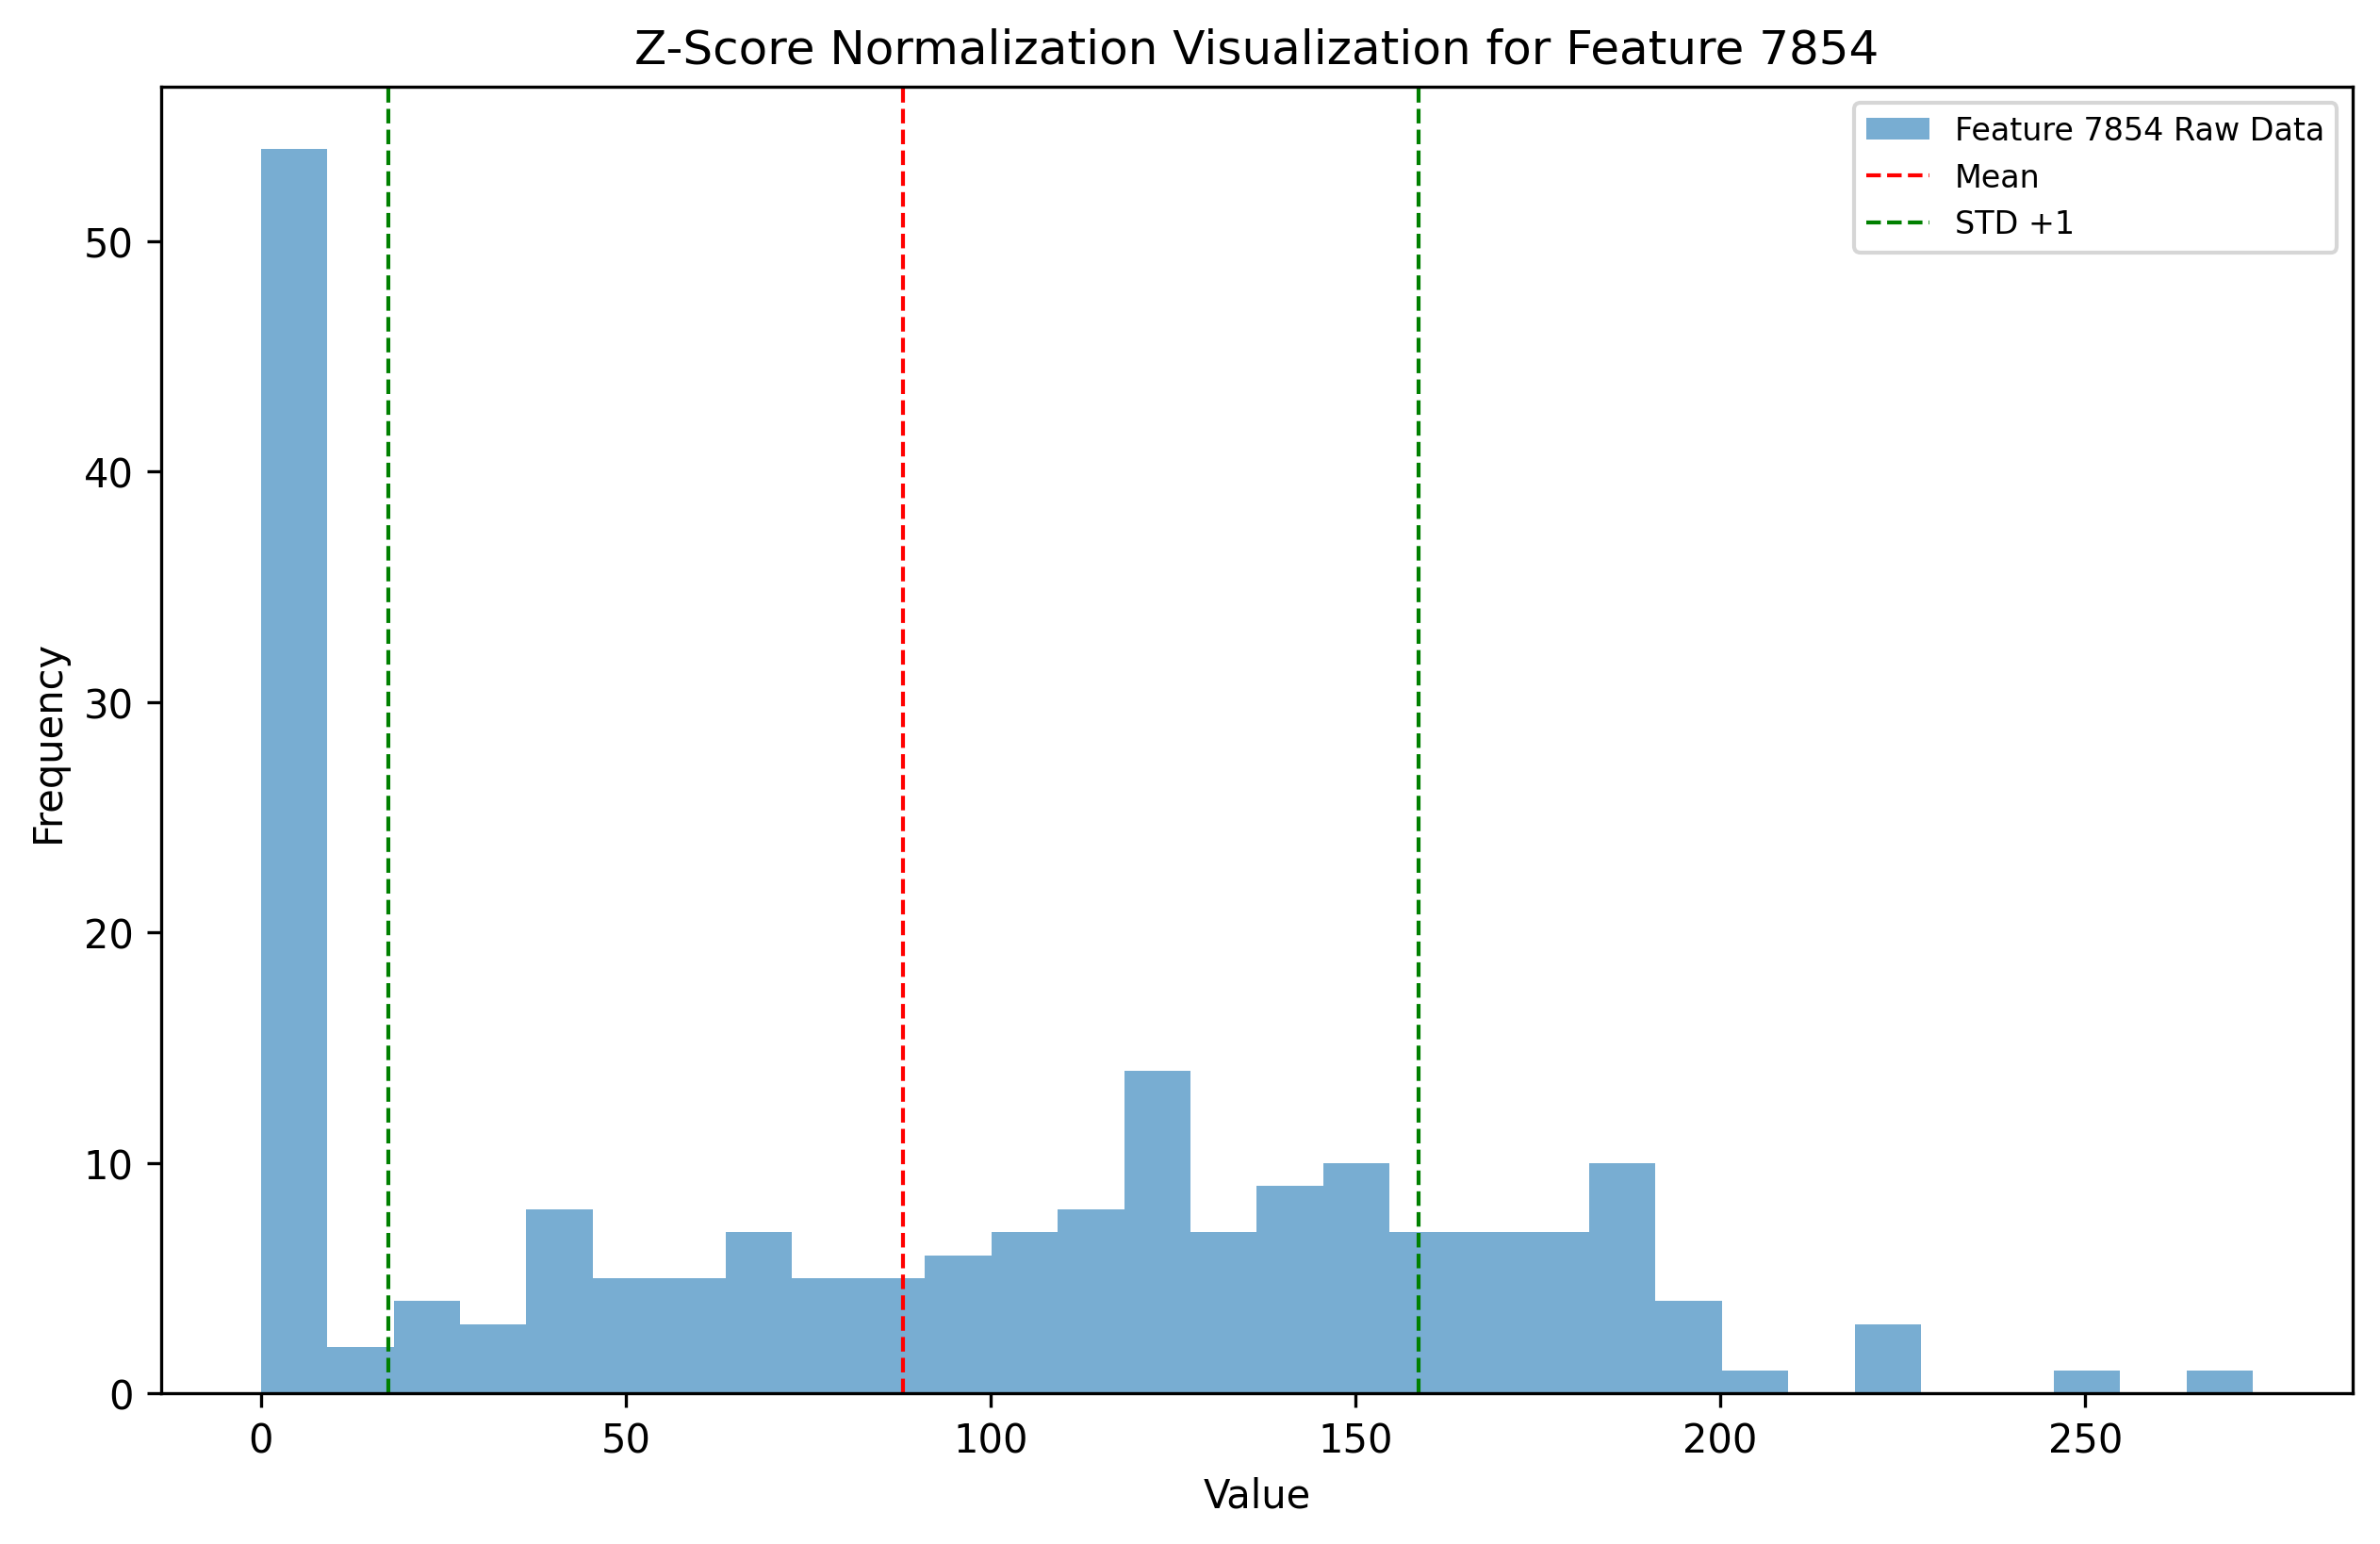 Z-Score Normalization Visualization for Feature 7854
Feature 7854 Raw Data
Mean
STD +1
50
40
30
20
10
0
Frequency
0 50 100 150 200 250
Value